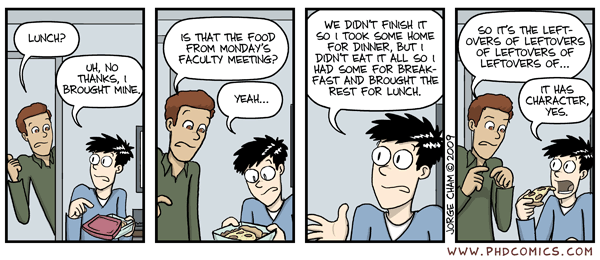 LUNCH?
UH, NO
THANKS, I
BROUGHT MINE.
IS THAT THE FOOD
FROM MONDAY'S
FACULTY MEETING?
YEAH...
WE DIDN'T FINISH IT
SO I TOOK SOME HOME
FOR DINNER, BUT I
DIDN'T EAT IT ALL SO I
HAD SOME FOR BREAK-
FAST AND BROUGHT THE
REST FOR LUNCH.
JORGE CHAM © 2009
SO IT'S THE LEFT-
OVERS OF LEFTOVERS
OF LEFTOVERS OF
LEFTOVERS OF...
IT HAS
CHARACTER,
YES.
WWW.PHDCOMICS.COM